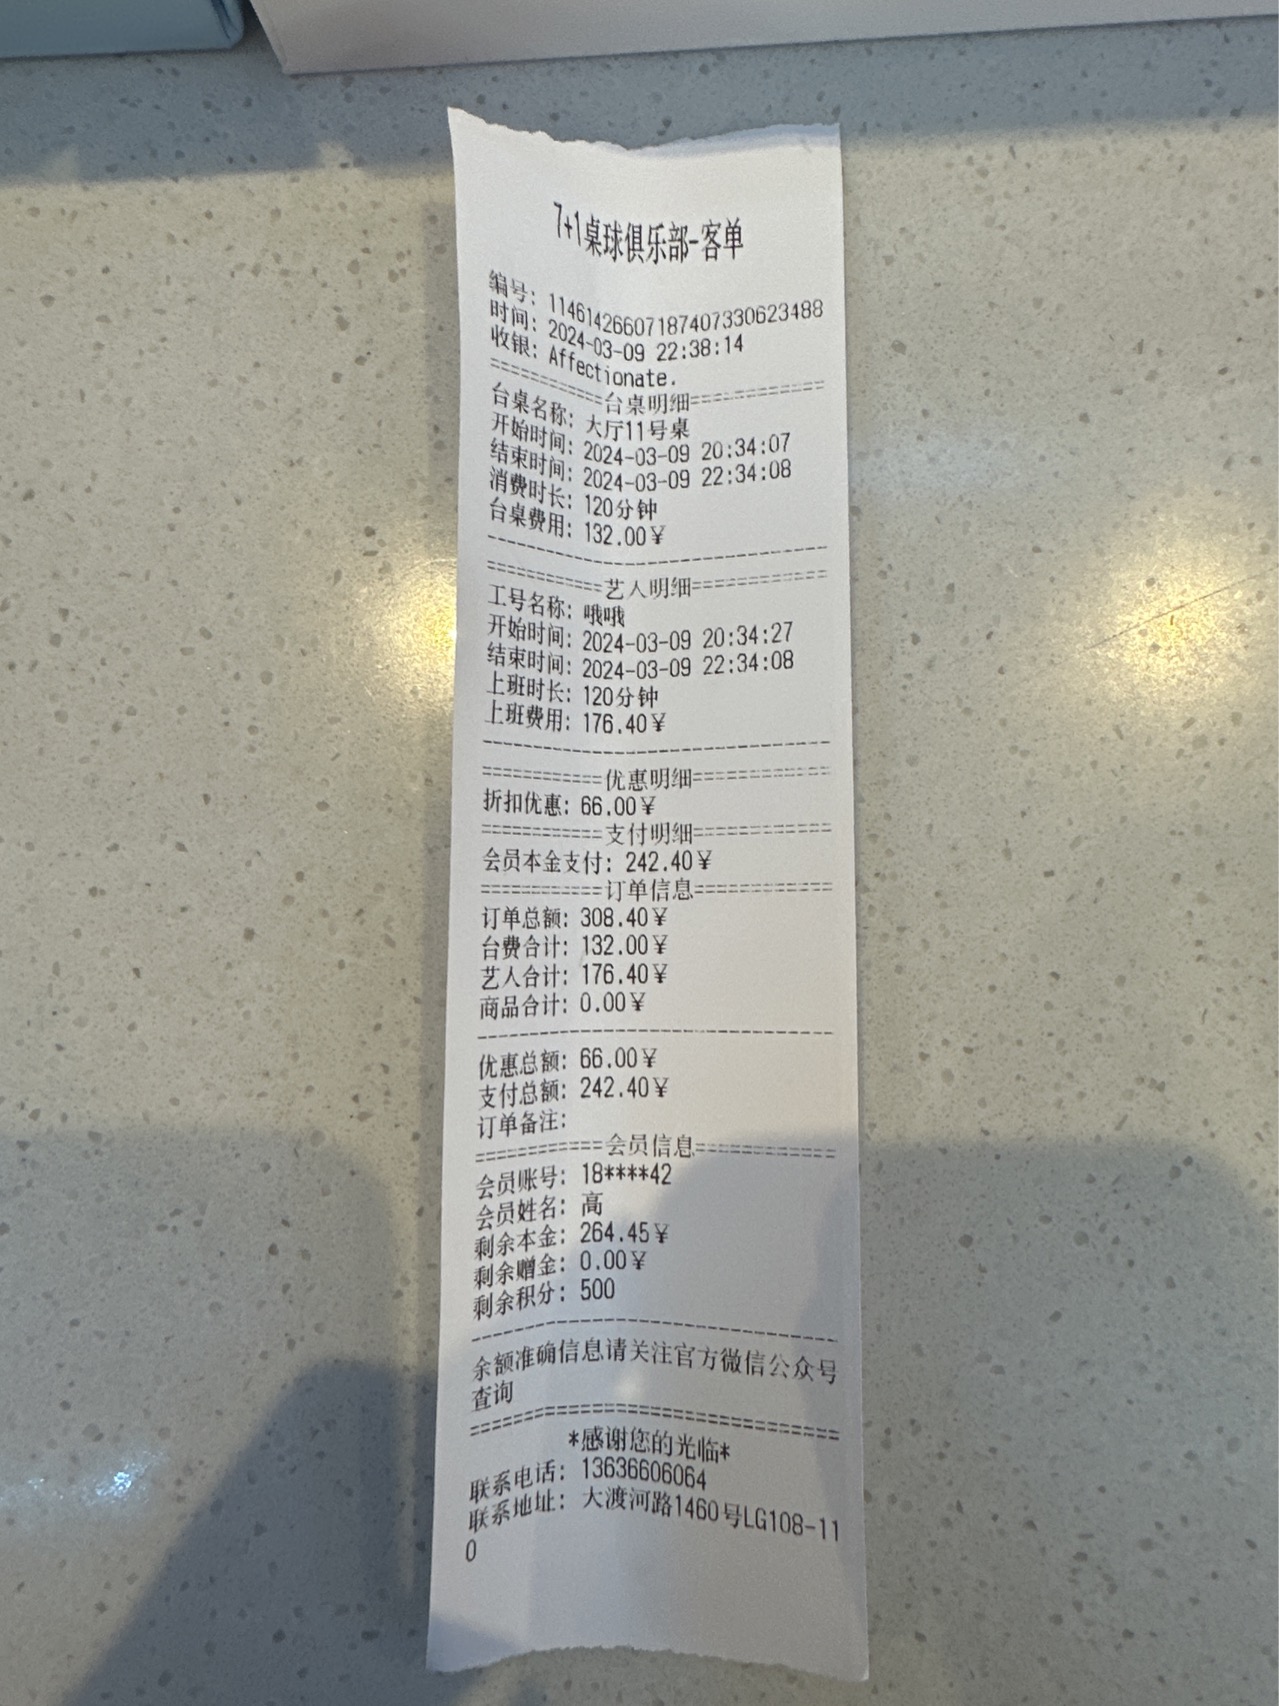 7+1桌球俱乐部-客单
编号: 11461426607187407330623488
时间: 2024-03-09 22:38:14
收银: Affectionate.
==========台桌明细============
台桌名称: 大厅11号桌
开始时间: 2024-03-09 20:34:07
结束时间: 2024-03-09 22:34:08
消费时长: 120分钟
台桌费用: 132.00¥
--------------------------------
==========艺人明细============
工号名称: 哦哦
开始时间: 2024-03-09 20:34:27
结束时间: 2024-03-09 22:34:08
上班时长: 120分钟
上班费用: 176.40¥
--------------------------------
===========优惠明细============
折扣优惠: 66.00¥
===========支付明细============
会员本金支付: 242.40¥
===========订单信息============
订单总额: 308.40¥
台费合计: 132.00¥
艺人合计: 176.40¥
商品合计: 0.00¥
--------------------------------
优惠总额: 66.00¥
支付总额: 242.40¥
订单备注:
===========会员信息============
会员账号: 18****42
会员姓名: 高
剩余本金: 264.45¥
剩余赠金: 0.00¥
剩余积分: 500
--------------------------------
余额准确信息请关注官方微信公众号
查询
================================
*感谢您的光临*
联系电话: 13636606064
联系地址: 大渡河路1460号LG108-11
0